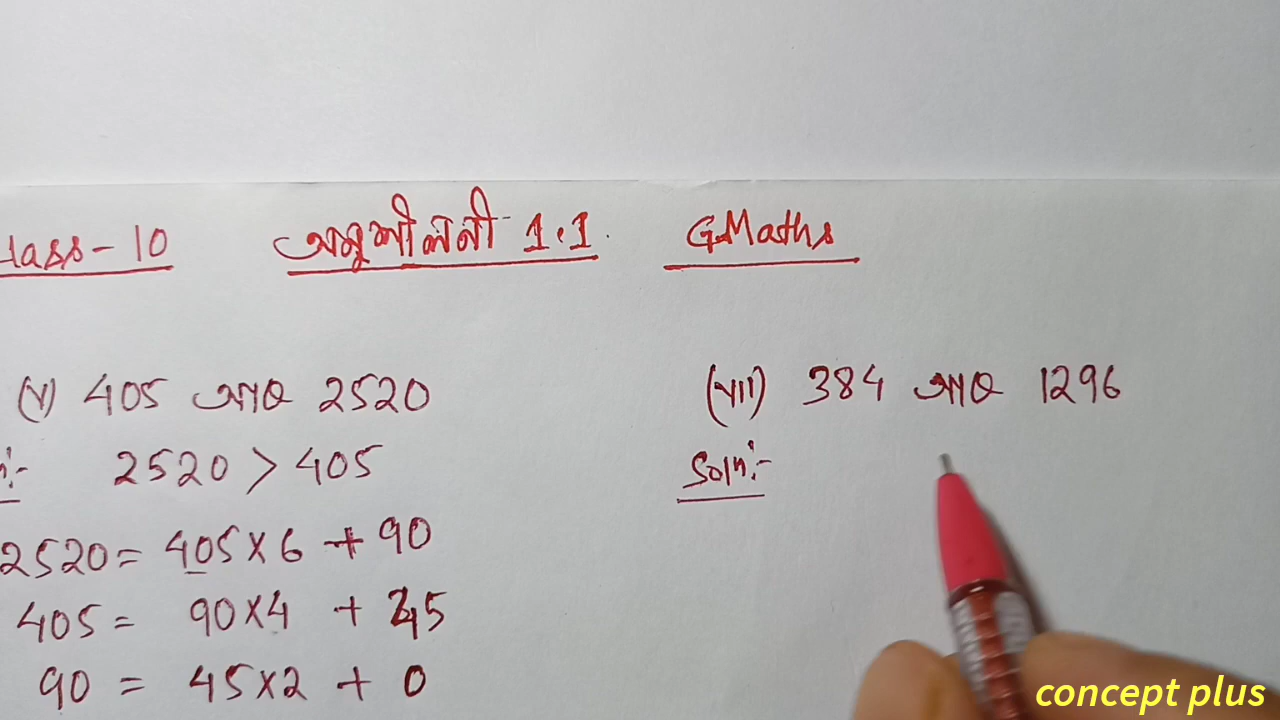 lass - 10 অনুশীলনী 1.1. GMaths
(v) 405 আৰু 2520
n:-
2520 > 405
2520 = 405 × 6 + 90
405 = 90 × 4 + 45
90 = 45 × 2 + 0
(vii) 384 আৰু 1296
Soln:-
concept plus